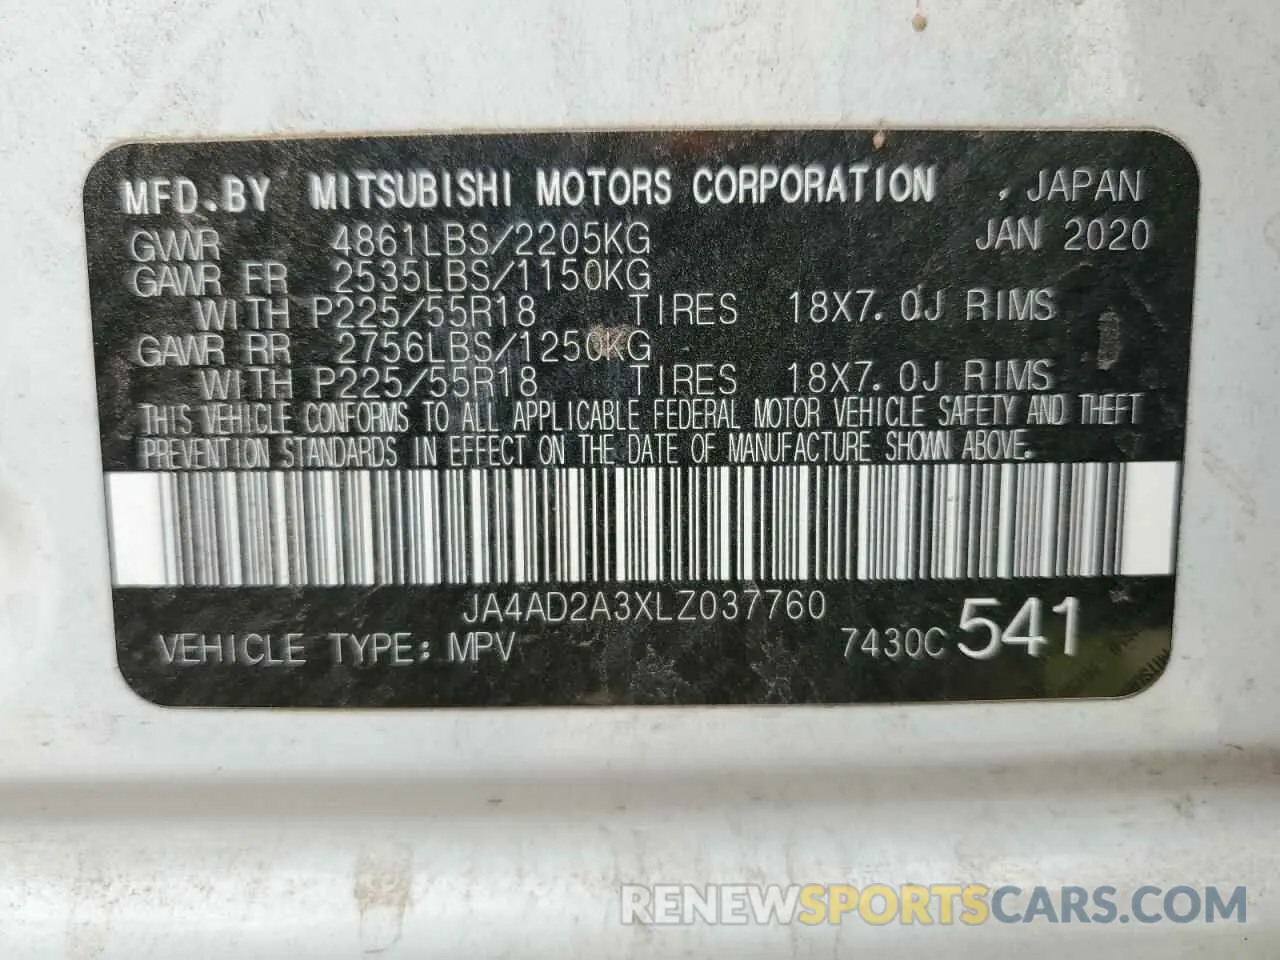 MFD.BY MITSUBISHI MOTORS CORPORATION , JAPAN
GVWR 4861LBS/2205KG JAN 2020
GAWR FR 2535LBS/1150KG
WITH P225/55R18 TIRES 18X7.0J RIMS
GAWR RR 2756LBS/1250KG
WITH P225/55R18 TIRES 18X7.0J RIMS
THIS VEHICLE CONFORMS TO ALL APPLICABLE FEDERAL MOTOR VEHICLE SAFETY AND THEFT
PREVENTION STANDARDS IN EFFECT ON THE DATE OF MANUFACTURE SHOWN ABOVE.
JA4AD2A3XLZ037760
VEHICLE TYPE: MPV 7430C 541
RENEWSPORTSCARS.COM